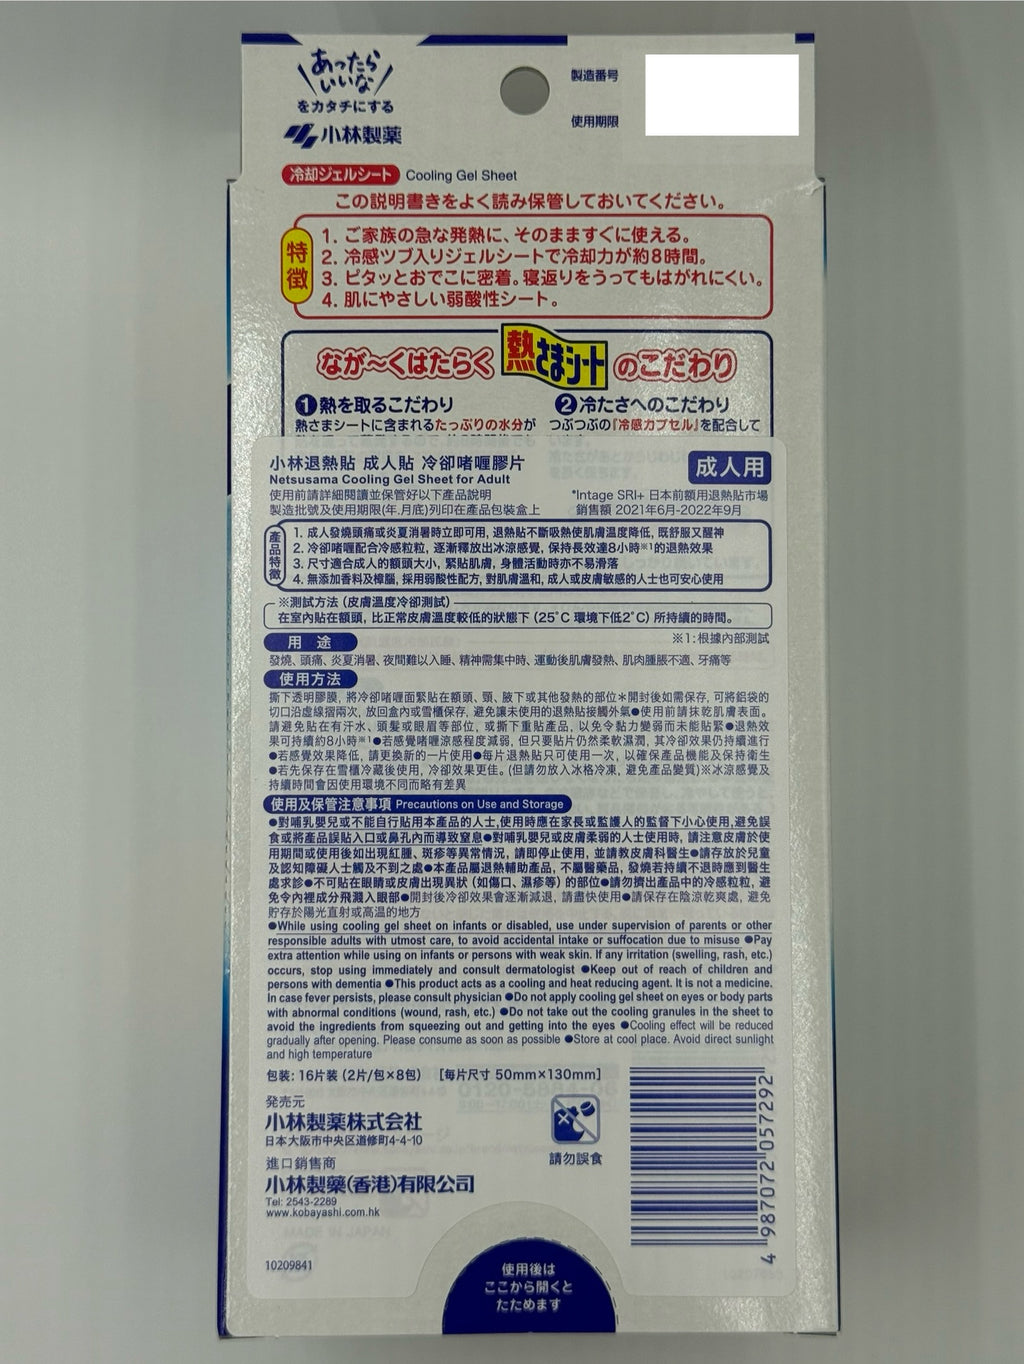 あったら
いいな
をカタチにする
小林製薬
製造番号
使用期限
冷却ジェルシート Cooling Gel Sheet
この説明書きをよく読み保管しておいてください。
特徴
1. ご家族の急な発熱に、そのまますぐに使える。
2. 冷感ツブ入りジェルシートで冷却力が約8時間。
3. ピタッとおでこに密着。寝返りをうってもはがれにくい。
4. 肌にやさしい弱酸性シート。
なが〜くはたらく 熱さまシート のこだわり
❶熱を取るこだわり
熱さまシートに含まれるたっぷりの水分が
❷冷たさへのこだわり
つぶつぶの『冷感カプセル』を配合して
小林退熱貼 成人貼 冷卻啫喱膠片
Netsusama Cooling Gel Sheet for Adult
成人用
使用前請詳細閱讀並保管好以下產品說明
製造批號及使用期限(年.月底)列印在產品包裝盒上
*Intage SRI+ 日本前額用退熱貼市場
銷售額 2021年6月-2022年9月
產品特徵
1. 成人發燒頭痛或炎夏消暑時立即可用, 退熱貼不斷吸熱使肌膚溫度降低, 既舒服又醒神
2. 冷卻啫喱配合冷感粒粒, 逐漸釋放出冰涼感覺, 保持長效達8小時※1的退熱效果
3. 尺寸適合成人的額頭大小, 緊貼肌膚, 身體活動時亦不易滑落
4. 無添加香料及樟腦, 採用弱酸性配方, 對肌膚溫和, 成人或皮膚敏感的人士也可安心使用
※測試方法 (皮膚溫度冷卻測試)
在室內貼在額頭, 比正常皮膚溫度較低的狀態下 (25˚C 環境下低2˚C) 所持續的時間。
用 途
※1:根據內部測試
發燒、頭痛、炎夏消暑、夜間難以入睡、精神需集中時、運動後肌膚發熱、肌肉腫脹不適、牙痛等
使用方法
撕下透明膠膜, 將冷卻啫喱面緊貼在額頭、頸、腋下或其他發熱的部位＊開封後如需保存, 可將鋁袋的
切口沿虛線摺兩次, 放回盒內或雪櫃保存, 避免讓未使用的退熱貼接觸外氣●使用前請抹乾肌膚表面。
請避免貼在有汗水、頭髮或眼眉等部位, 或撕下重貼產品, 以免令黏力變弱而未能貼緊●退熱效
果可持續約8小時※1●若感覺啫喱涼感程度減弱, 但只要貼片仍然柔軟濕潤, 其冷卻效果仍持續進行
●若感覺效果降低, 請更換新的一片使用●每片退熱貼只可使用一次, 以確保產品機能及保持衛生
●若先保存在雪櫃冷藏後使用, 冷卻效果更佳。(但請勿放入冰格冷凍, 避免產品變質)※冰涼感覺及
持續時間會因使用環境不同而略有差異
使用及保管注意事項 Precautions on Use and Storage
●對哺乳嬰兒或不能自行貼用本產品的人士,使用時應在家長或監護人的監督下小心使用,避免誤
食或將產品誤貼入口或鼻孔內而導致窒息●對哺乳嬰兒或皮膚柔弱的人士使用時, 請注意皮膚於使
用期間或使用後如出現紅腫、斑疹等異常情況, 請即停止使用, 並請教皮膚科醫生●請存放於兒童
及認知障礙人士觸及不到之處●本產品屬退熱輔助產品, 不屬醫藥品, 發燒若持續不退時應到醫生
處求診●不可貼在眼睛或皮膚出現異狀 (如傷口、濕疹等) 的部位●請勿擠出產品中的冷感粒粒, 避
免令內裡成分飛濺入眼部●開封後冷卻效果會逐漸減退, 請盡快使用●請保存在陰涼乾爽處, 避免
貯存於陽光直射或高溫的地方
●While using cooling gel sheet on infants or disabled, use under supervision of parents or other
responsible adults with utmost care, to avoid accidental intake or suffocation due to misuse ●Pay
extra attention while using on infants or persons with weak skin. If any irritation (swelling, rash, etc.)
occurs, stop using immediately and consult dermatologist ●Keep out of reach of children and
persons with dementia ●This product acts as a cooling and heat reducing agent. It is not a medicine.
In case fever persists, please consult physician ●Do not apply cooling gel sheet on eyes or body parts
with abnormal conditions (wound, rash, etc.) ●Do not take out the cooling granules in the sheet to
avoid the ingredients from squeezing out and getting into the eyes ●Cooling effect will be reduced
gradually after opening. Please consume as soon as possible ●Store at cool place. Avoid direct sunlight
and high temperature
包裝: 16片裝 (2片/包×8包) [每片尺寸 50mm×130mm]
発売元
小林製薬株式会社
日本大阪市中央区道修町4-4-10
進口銷售商
小林製藥(香港)有限公司
Tel: 2543-2289
www.kobayashi.com.hk
請勿誤食
4 987072 057292
MADE IN JAPAN
10209841
使用後は
ここから開くと
たためます